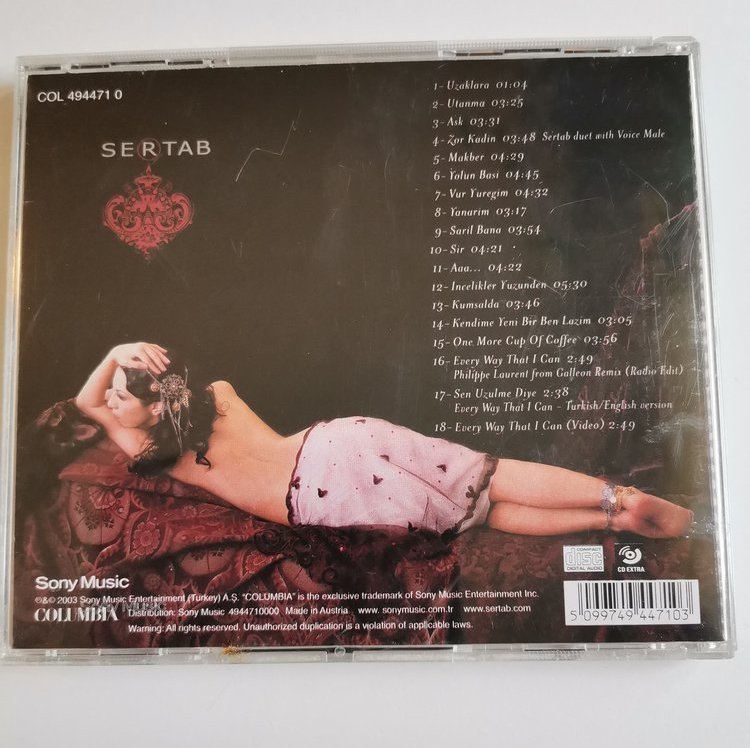 COL 494471 0
SERTAB
1- Uzaklara 01:04
2- Utanma 03:25
3- Ask 03:31
4- Zor Kadin 03:48 Sertab duet with Voice Male
5- Makber 04:29
6- Yolun Basi 04:45
7- Vur Yuregim 04:32
8- Yanarim 03:17
9- Saril Bana 03:54
10- Sir 04:21
11- Aaa... 04:22
12- Incelikler Yuzunden 05:30
13- Kumsalda 03:46
14- Kendime Yeni Bir Ben Lazim 03:05
15- One More Cup Of Coffee 03:56
16- Every Way That I Can 2:49
Philippe Laurent from Galleon Remix (Radio Edit)
17- Sen Uzulme Diye 2:38
Every Way That I Can - Turkish/English version
18- Every Way That I Can (Video) 2:49
COMPACT
disc
DIGITAL AUDIO
CD EXTRA
Sony Music
℗&© 2003 Sony Music Entertainment (Turkey) A.Ş. "COLUMBIA" is the exclusive trademark of Sony Music Entertainment Inc.
COLUMBIA Distribution: Sony Music 4944710000 Made in Austria www.sonymusic.com.tr www.sertab.com
Warning: All rights reserved. Unauthorized duplication is a violation of applicable laws.
5 099749 447103